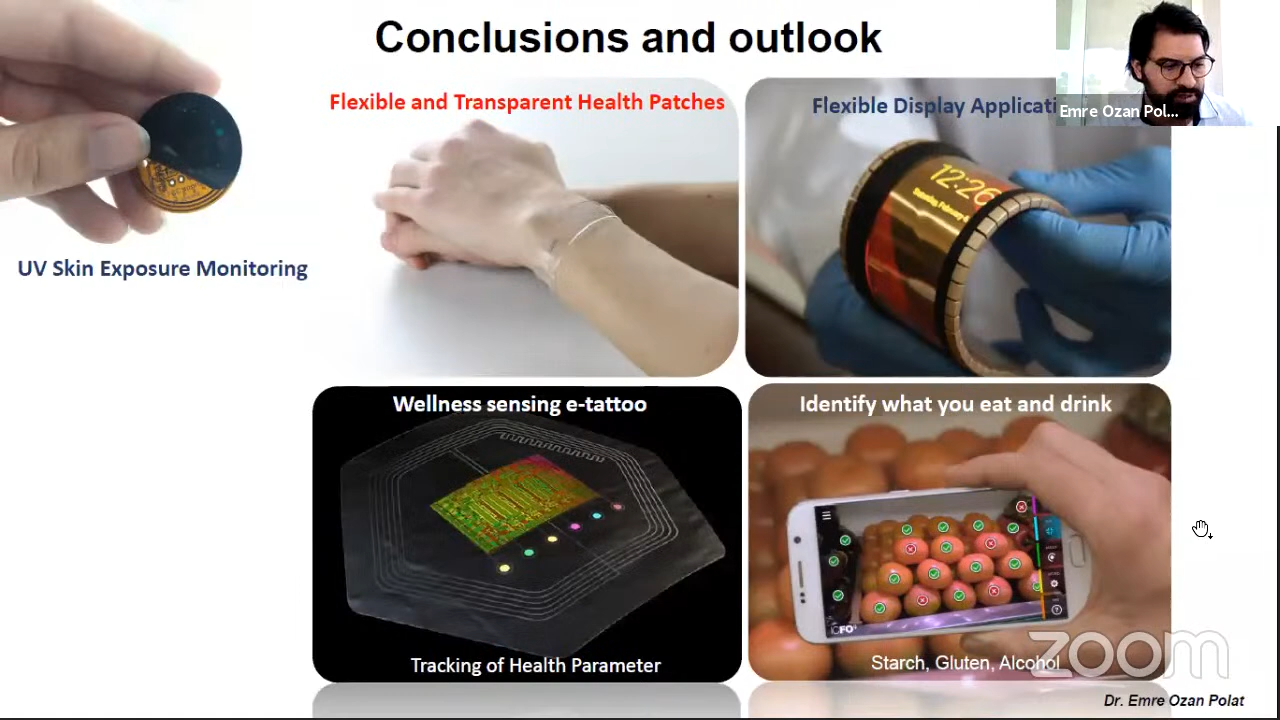 Conclusions and outlook
Flexible and Transparent Health Patches
Flexible Display Applicati
Emre Ozan Pol...
12:26
UV Skin Exposure Monitoring
Wellness sensing e-tattoo
Identify what you eat and drink
ICFO
Tracking of Health Parameter
Starch, Gluten, Alcohol
zoom
Dr. Emre Ozan Polat